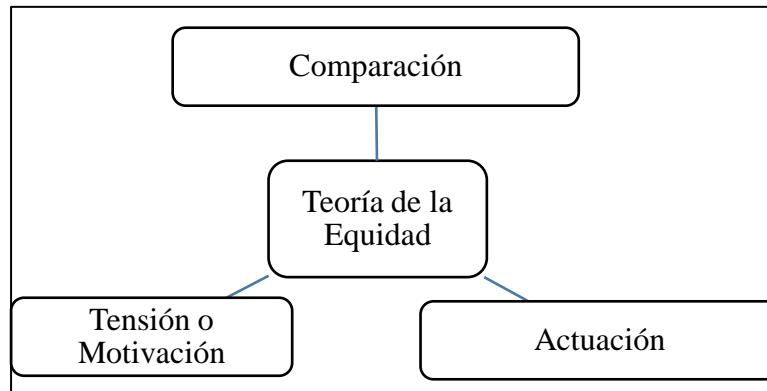 Comparación
Teoría de la
Equidad
Tensión o
Motivación
Actuación